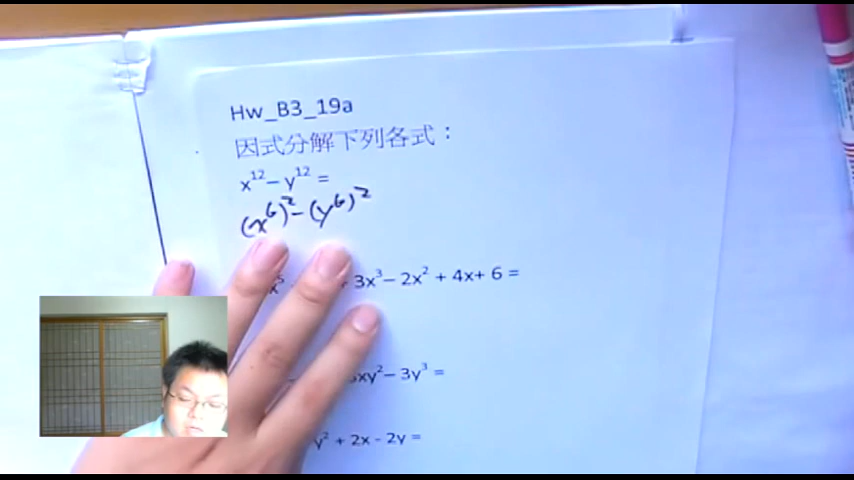 Hw_B3_19a
因式分解下列各式：
x¹² − y¹² =
(x⁶)² − (y⁶)²
3x³ − 2x² + 4x + 6 =
xy² − 3y³ =
y² + 2x - 2y =